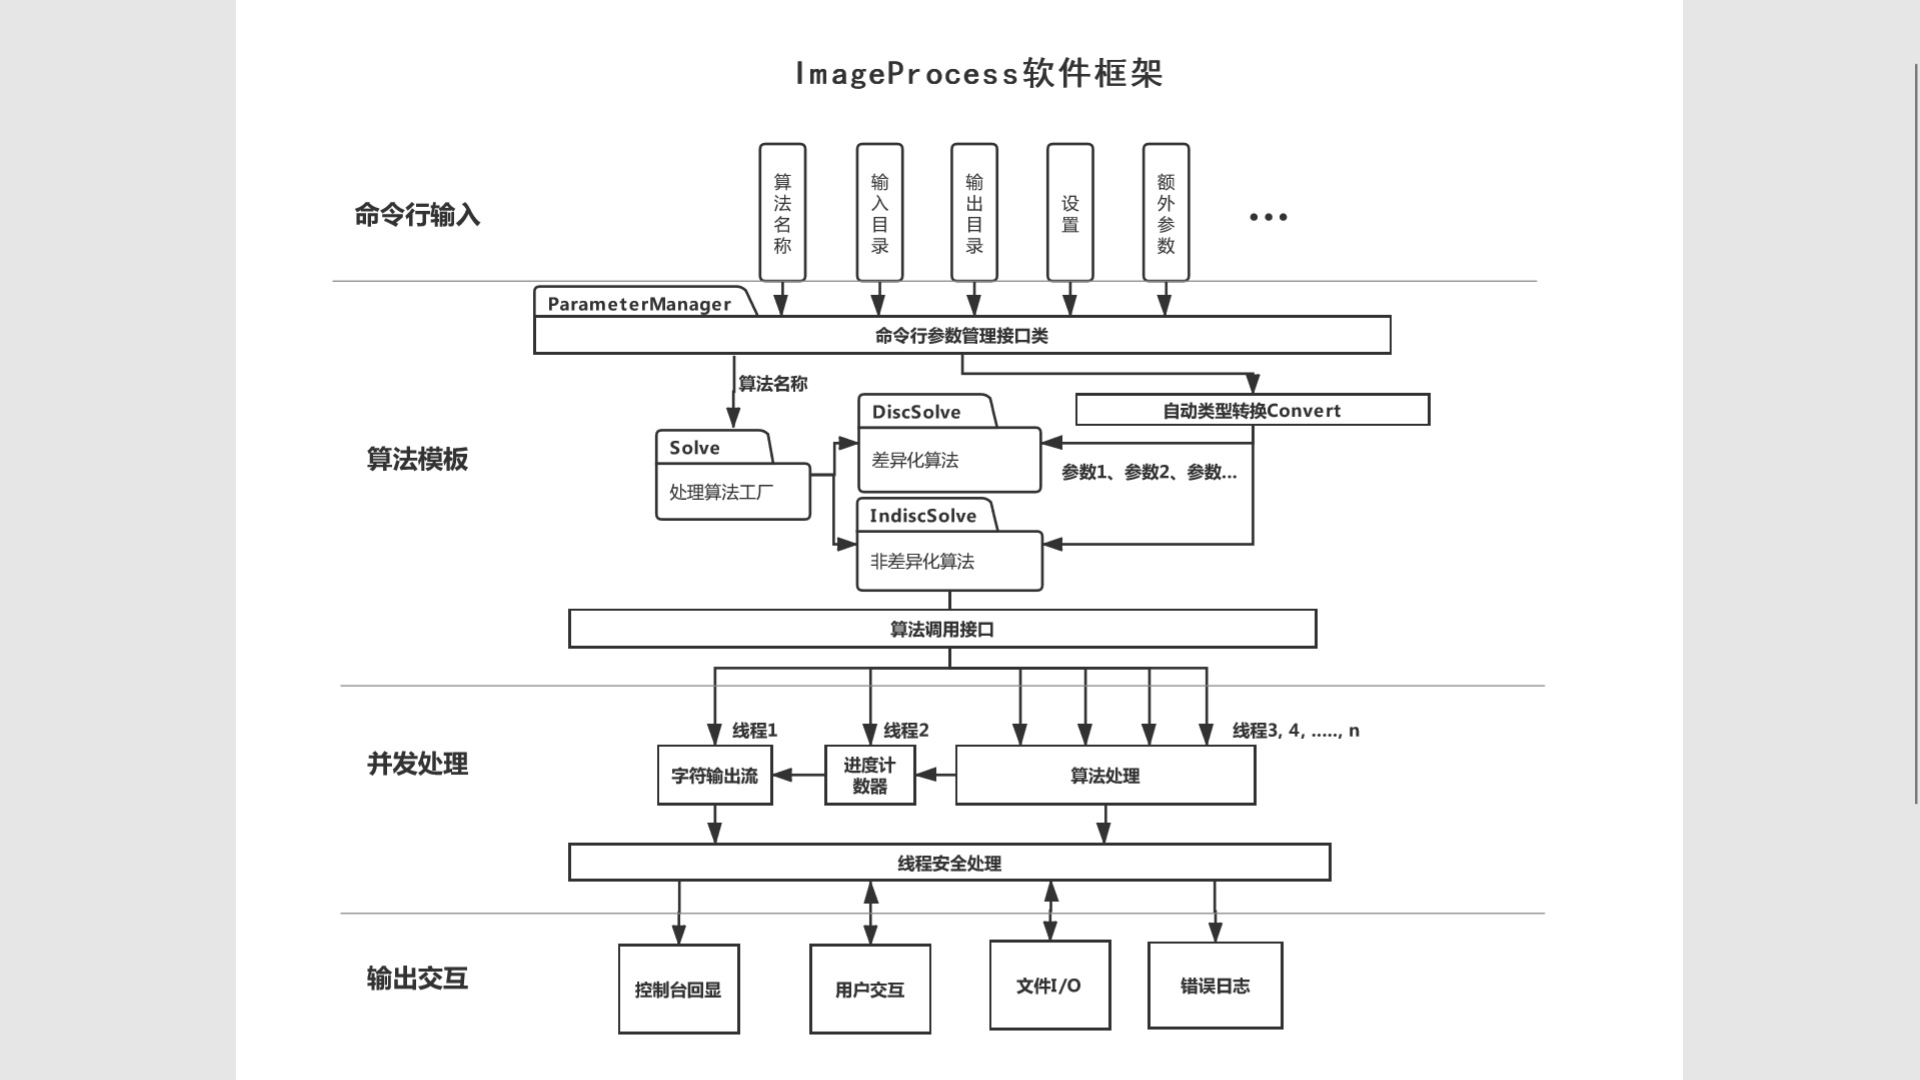 ImageProcess软件框架
命令行输入
算法名称
输入目录
输出目录
设置
额外参数
•••
ParameterManager
命令行参数管理接口类
算法名称
自动类型转换Convert
算法模板
Solve
处理算法工厂
DiscSolve
差异化算法
参数1、参数2、参数...
IndiscSolve
非差异化算法
算法调用接口
并发处理
线程1
线程2
线程3, 4, ....., n
字符输出流
进度计
数器
算法处理
线程安全处理
输出交互
控制台回显
用户交互
文件I/O
错误日志